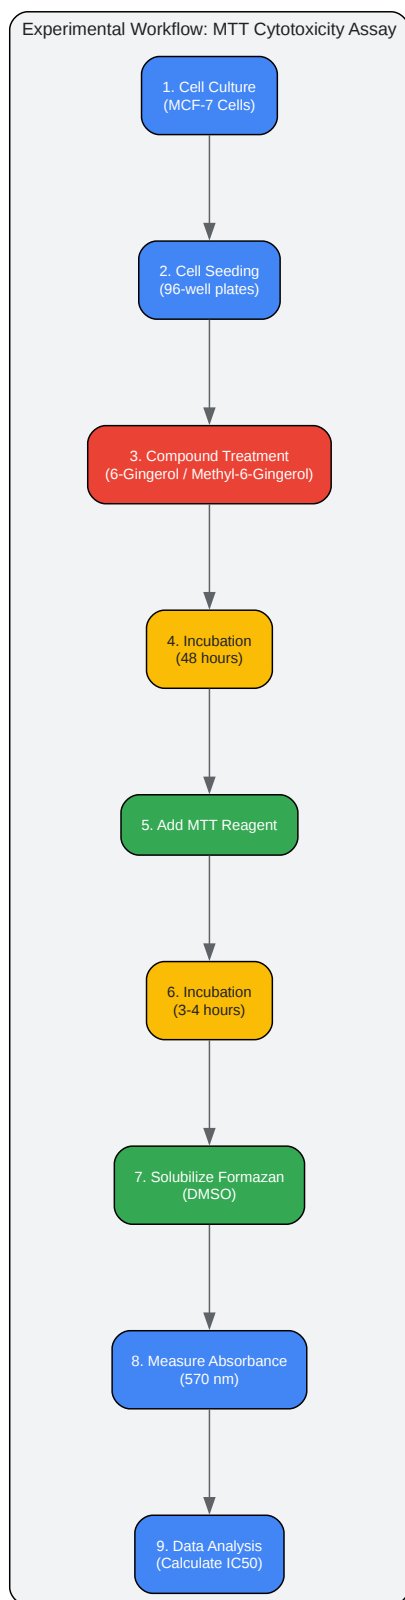 Experimental Workflow: MTT Cytotoxicity Assay
1. Cell Culture
(MCF-7 Cells)
2. Cell Seeding
(96-well plates)
3. Compound Treatment
(6-Gingerol / Methyl-6-Gingerol)
4. Incubation
(48 hours)
5. Add MTT Reagent
6. Incubation
(3-4 hours)
7. Solubilize Formazan
(DMSO)
8. Measure Absorbance
(570 nm)
9. Data Analysis
(Calculate IC50)